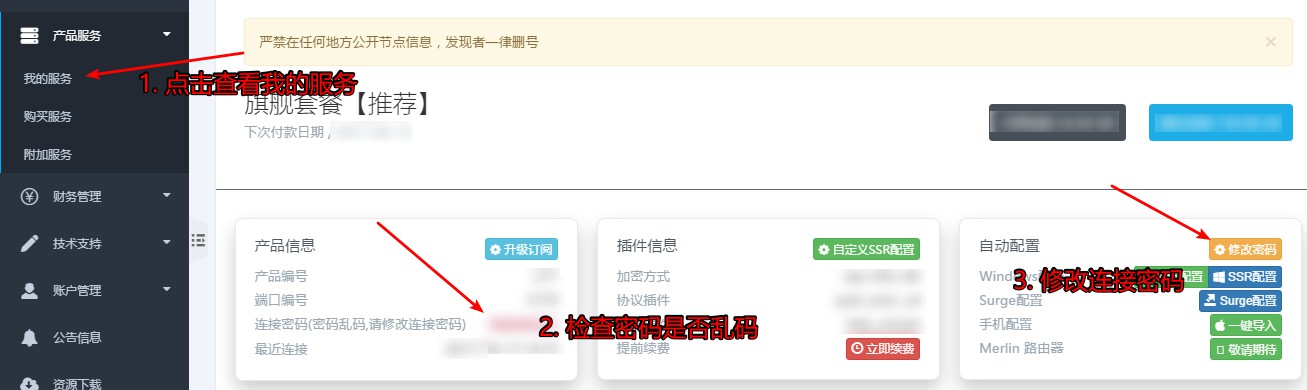 产品服务
严禁在任何地方公开节点信息，发现者一律删号
×
我的服务
1. 点击查看我的服务
购买服务
旗舰套餐【推荐】
下次付款日期
附加服务
财务管理
技术支持
账户管理
公告信息
资源下载
产品信息
升级订阅
产品编号
端口编号
连接密码(密码乱码,请修改连接密码)
2. 检查密码是否乱码
最近连接
插件信息
自定义SSR配置
加密方式
协议插件
提前续费
立即续费
自动配置
修改密码
Windows
配置
SSR配置
3. 修改连接密码
Surge配置
Surge配置
手机配置
一键导入
Merlin 路由器
敬请期待